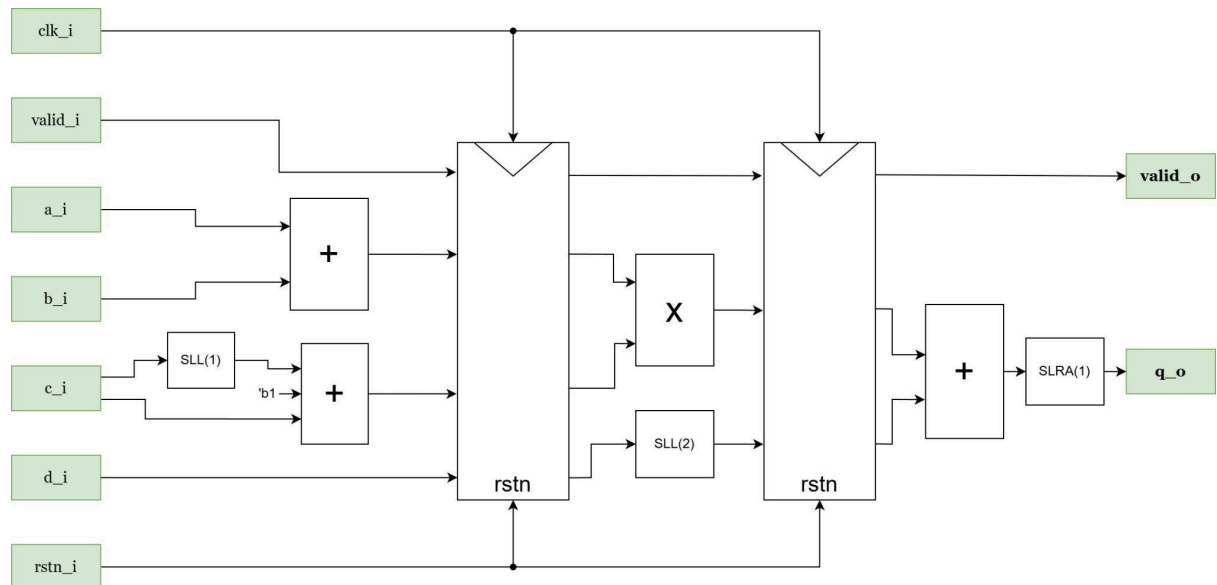 clk_i
valid_i
valid_o
a_i
+
b_i
X
SLL(1)
+
SLRA(1)
q_o
c_i
'b1
+
SLL(2)
d_i
rstn
rstn
rstn_i